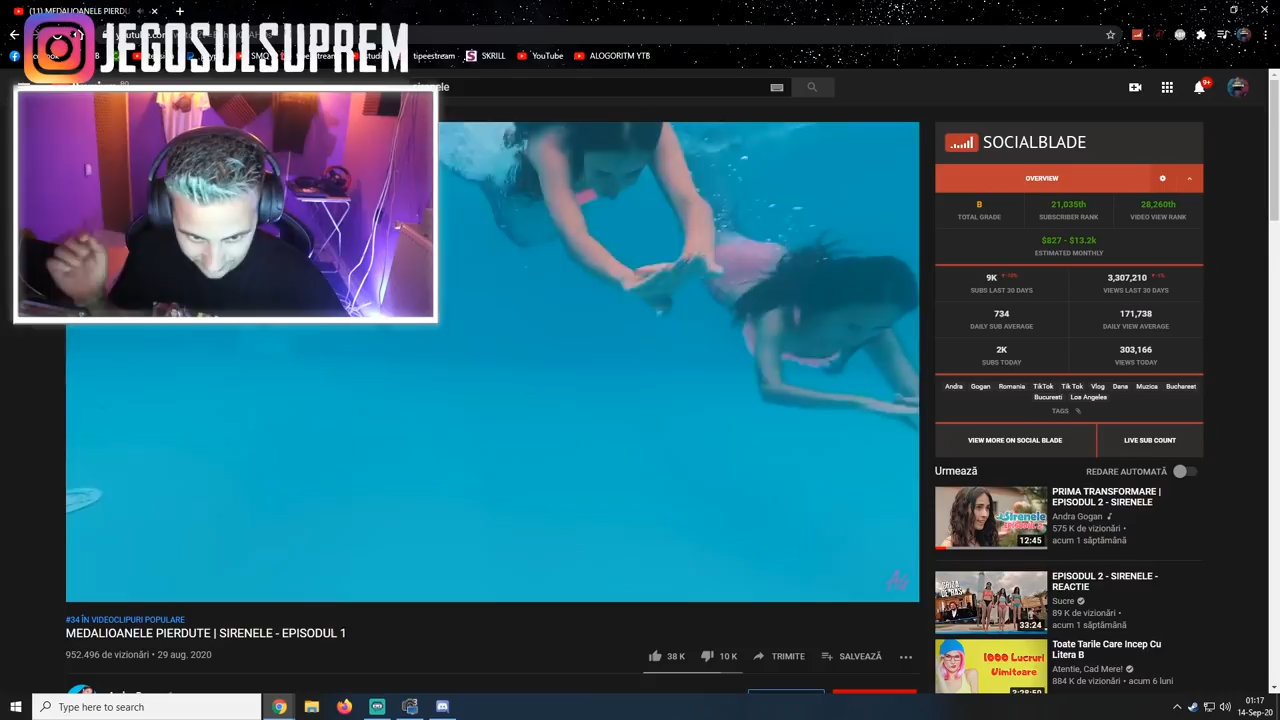 (11) MEDALIOANELE PIERDU
JEGOSULSUPREM
tipeestream
SKRILL
YouTube
ALOGORITM YTB
9+
SOCIALBLADE
OVERVIEW
B
TOTAL GRADE
21,035th
SUBSCRIBER RANK
28,260th
VIDEO VIEW RANK
$827 - $13.2k
ESTIMATED MONTHLY
9K
SUBS LAST 30 DAYS
3,307,210
VIEWS LAST 30 DAYS
734
DAILY SUB AVERAGE
171,738
DAILY VIEW AVERAGE
2K
SUBS TODAY
303,166
VIEWS TODAY
Andra Gogan Romania TikTok Tik Tok Vlog Dana Muzica Bucharest
Bucuresti Los Angeles
TAGS
VIEW MORE ON SOCIAL BLADE
LIVE SUB COUNT
Urmează
REDARE AUTOMATĂ
12:45
PRIMA TRANSFORMARE |
EPISODUL 2 - SIRENELE
Andra Gogan
575 K de vizionări •
acum 1 săptămână
33:24
EPISODUL 2 - SIRENELE -
REACTIE
Sucre
89 K de vizionări •
acum 1 săptămână
1000 Lucruri
Uimitoare
Toate Tarile Care Incep Cu
Litera B
Atentie, Cad Mere!
884 K de vizionări • acum 6 luni
#34 ÎN VIDEOCLIPURI POPULARE
MEDALIOANELE PIERDUTE | SIRENELE - EPISODUL 1
952.496 de vizionări • 29 aug. 2020
38 K
10 K
TRIMITE
SALVEAZĂ
Type here to search
01:17
14-Sep-20